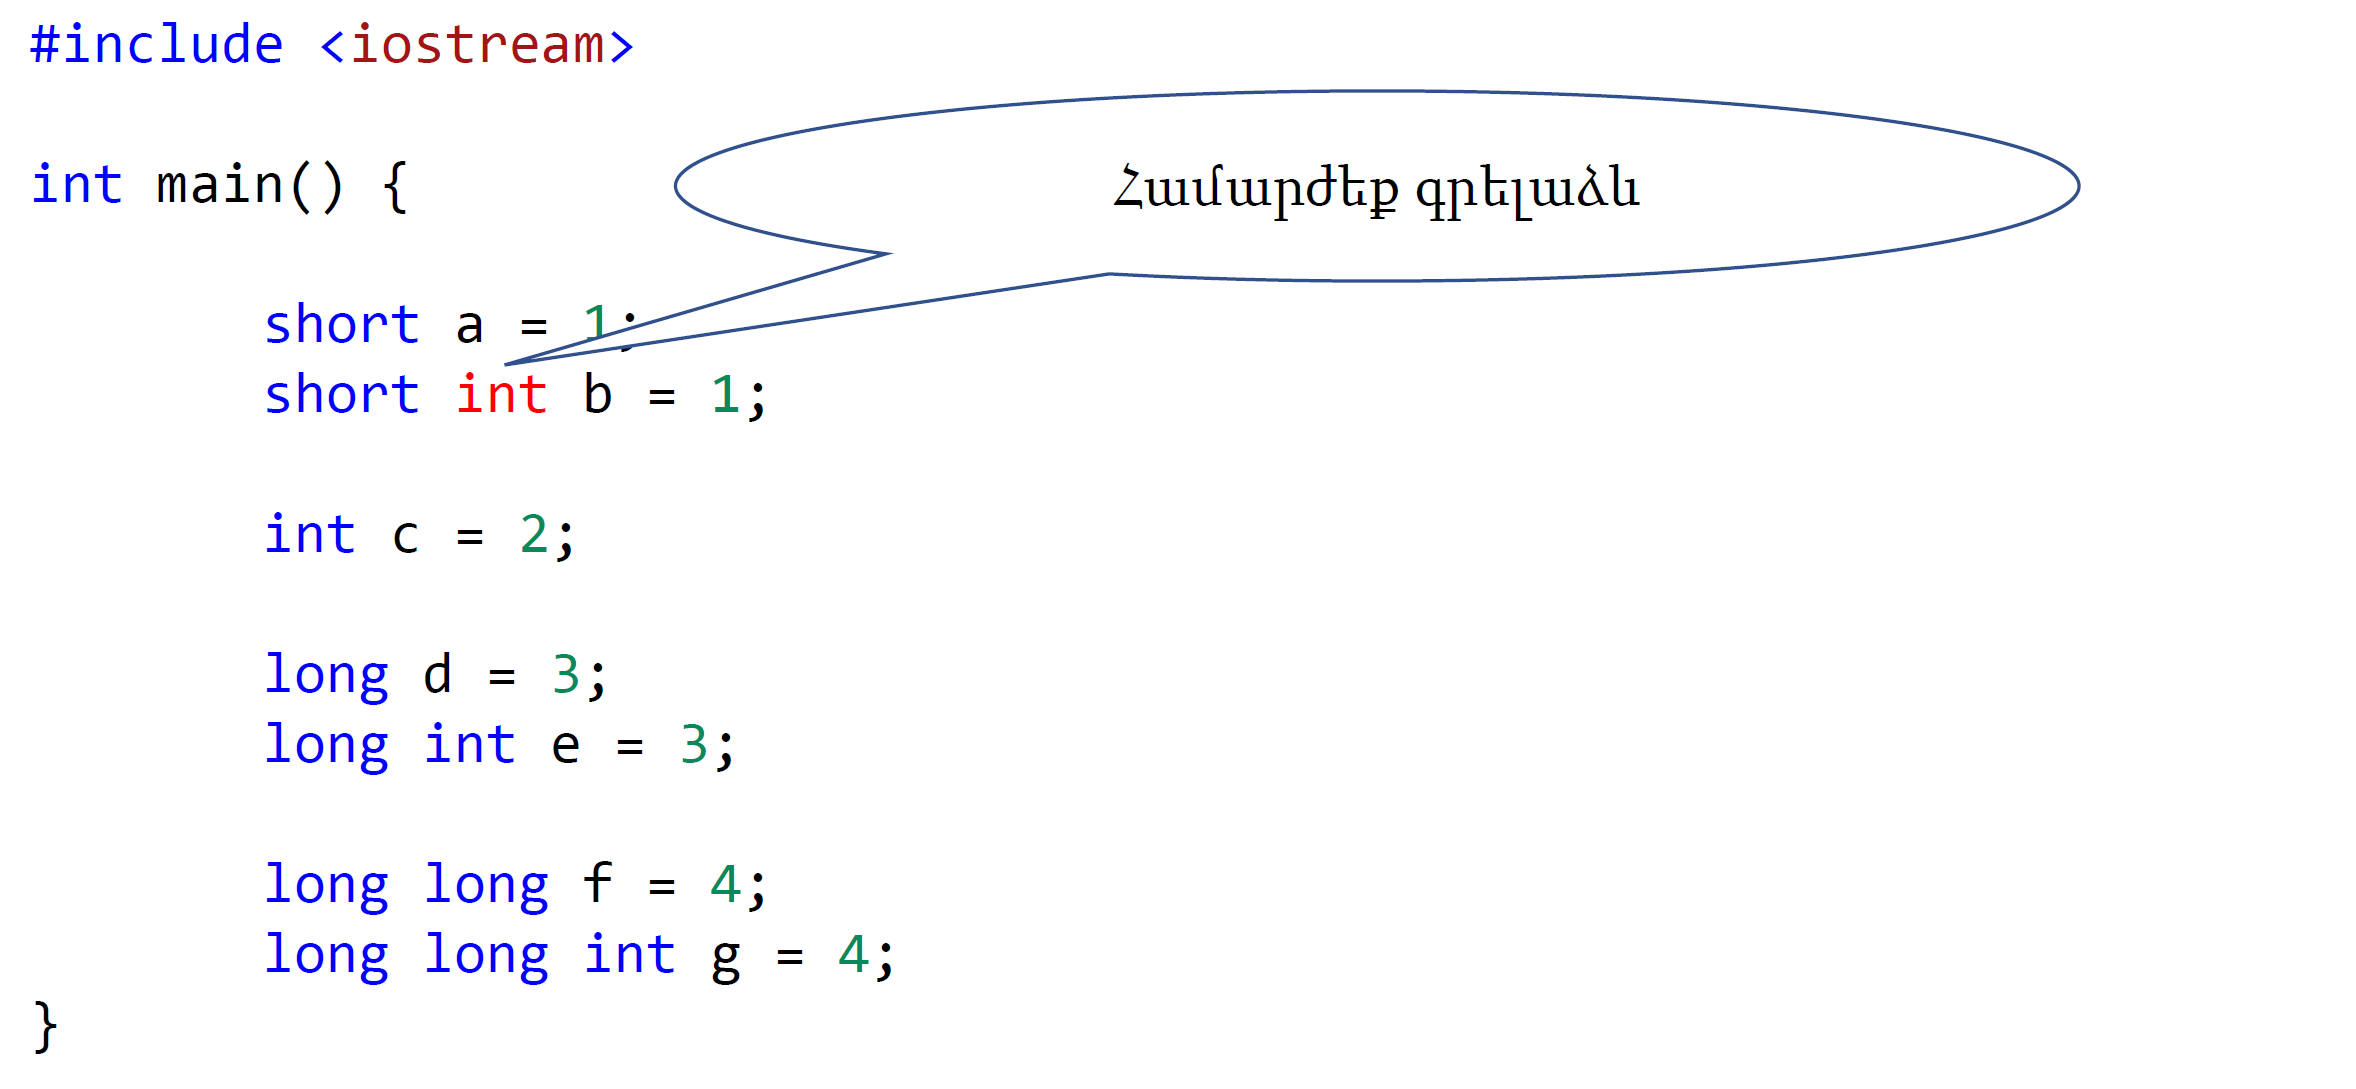 #include <iostream>
int main() {
Համարժեք գրելաձև
short a = 1;
short int b = 1;
int c = 2;
long d = 3;
long int e = 3;
long long f = 4;
long long int g = 4;
}